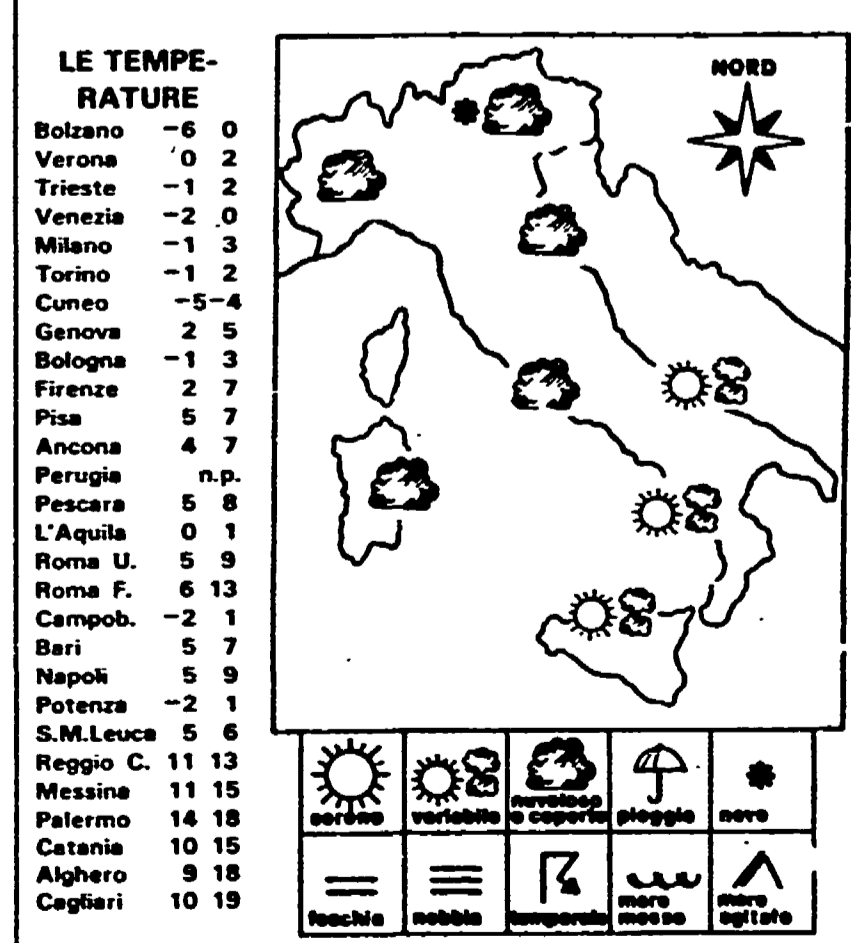 LE TEMPE-
RATURE
Bolzano -6 0
Verona 0 2
Trieste -1 2
Venezia -2 0
Milano -1 3
Torino -1 2
Cuneo -5 -4
Genova 2 5
Bologna -1 3
Firenze 2 7
Pisa 5 7
Ancona 4 7
Perugia n.p.
Pescara 5 8
L'Aquila 0 1
Roma U. 5 9
Roma F. 6 13
Campob. -2 1
Bari 5 7
Napoli 5 9
Potenza -2 1
S.M.Leuca 5 6
Reggio C. 11 13
Messina 11 15
Palermo 14 18
Catania 10 15
Alghero 9 18
Cagliari 10 19
NORD
sereno
variabile
nuvoloso
o coperto
pioggia
neve
foschia
nebbia
temporale
mare
mosso
mare
agitato